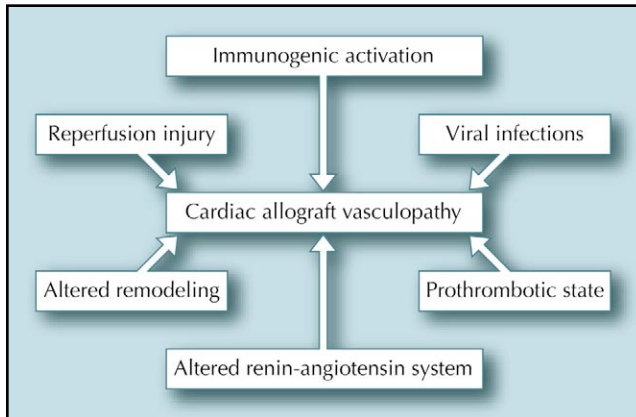 Immunogenic activation
Reperfusion injury
Viral infections
Cardiac allograft vasculopathy
Altered remodeling
Prothrombotic state
Altered renin-angiotensin system